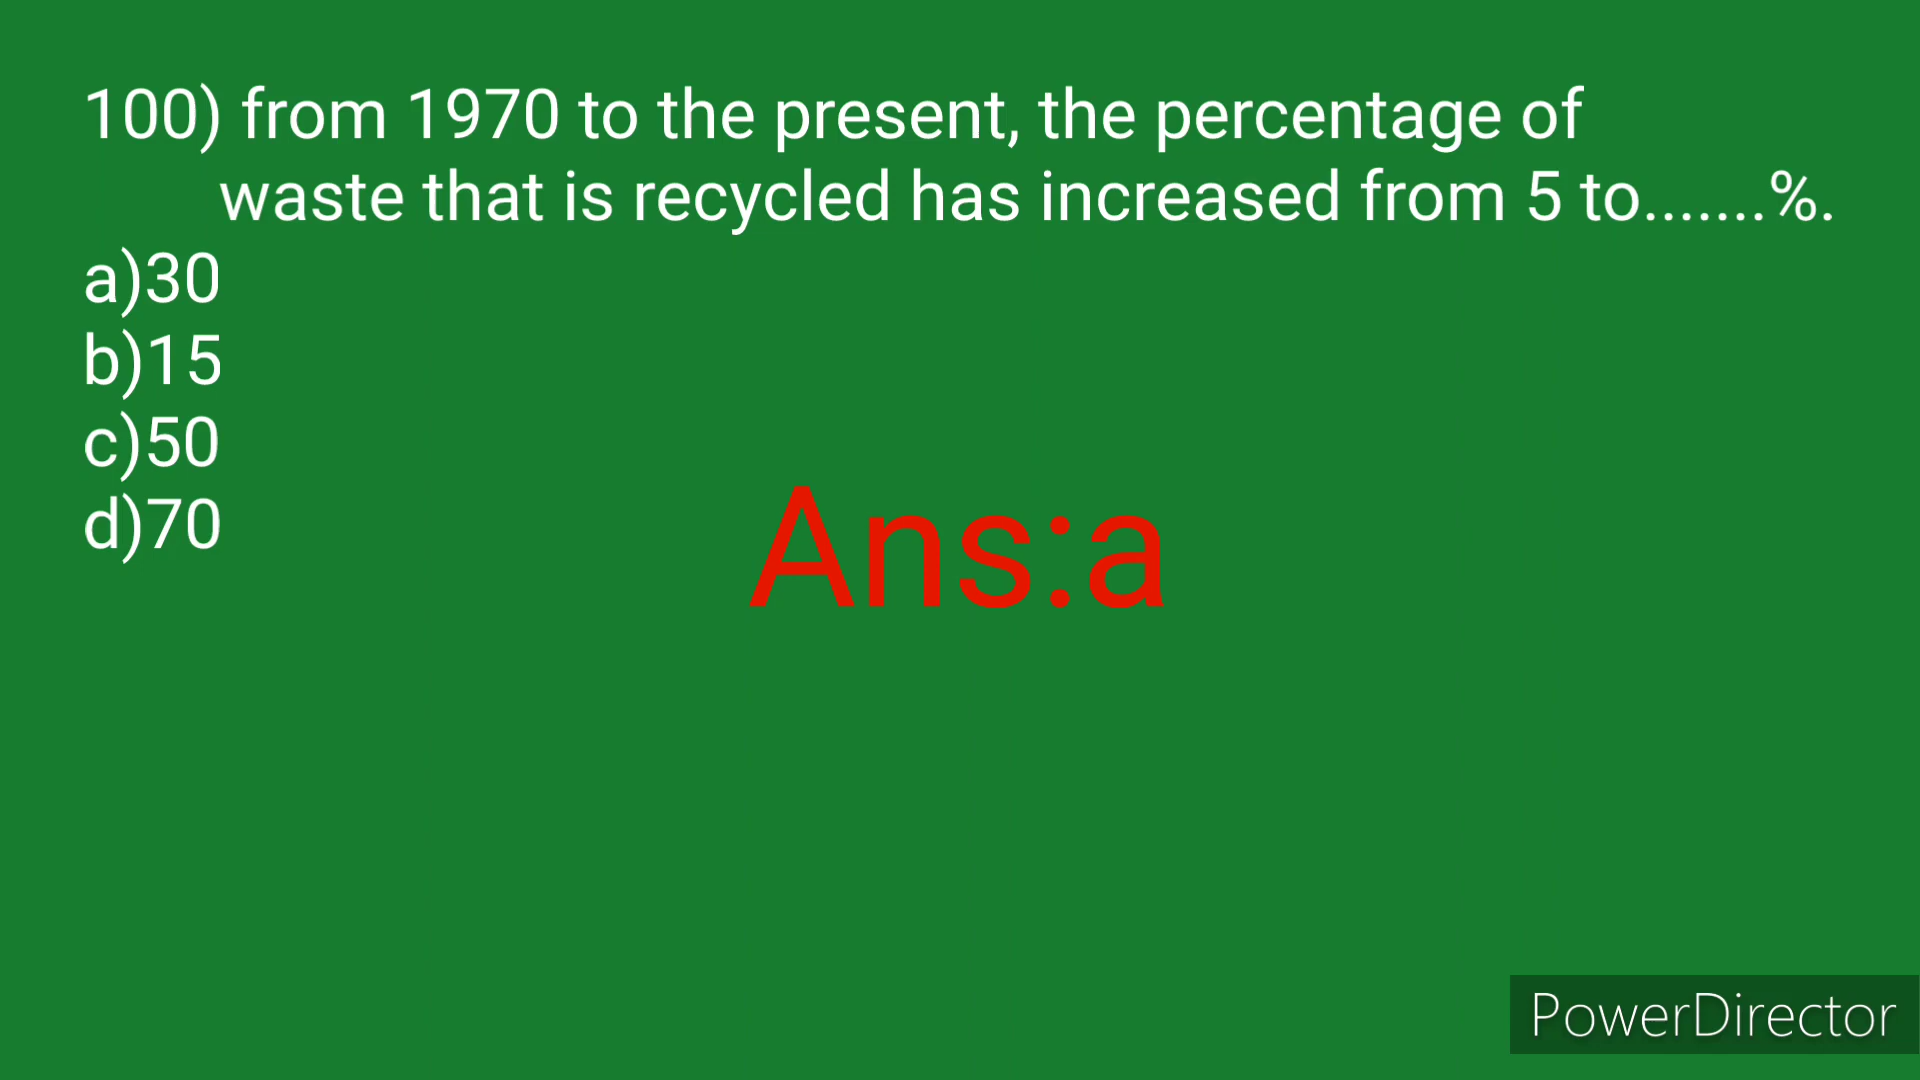 100) from 1970 to the present, the percentage of
waste that is recycled has increased from 5 to.......%.
a)30
b)15
c)50
d)70
Ans:a
PowerDirector